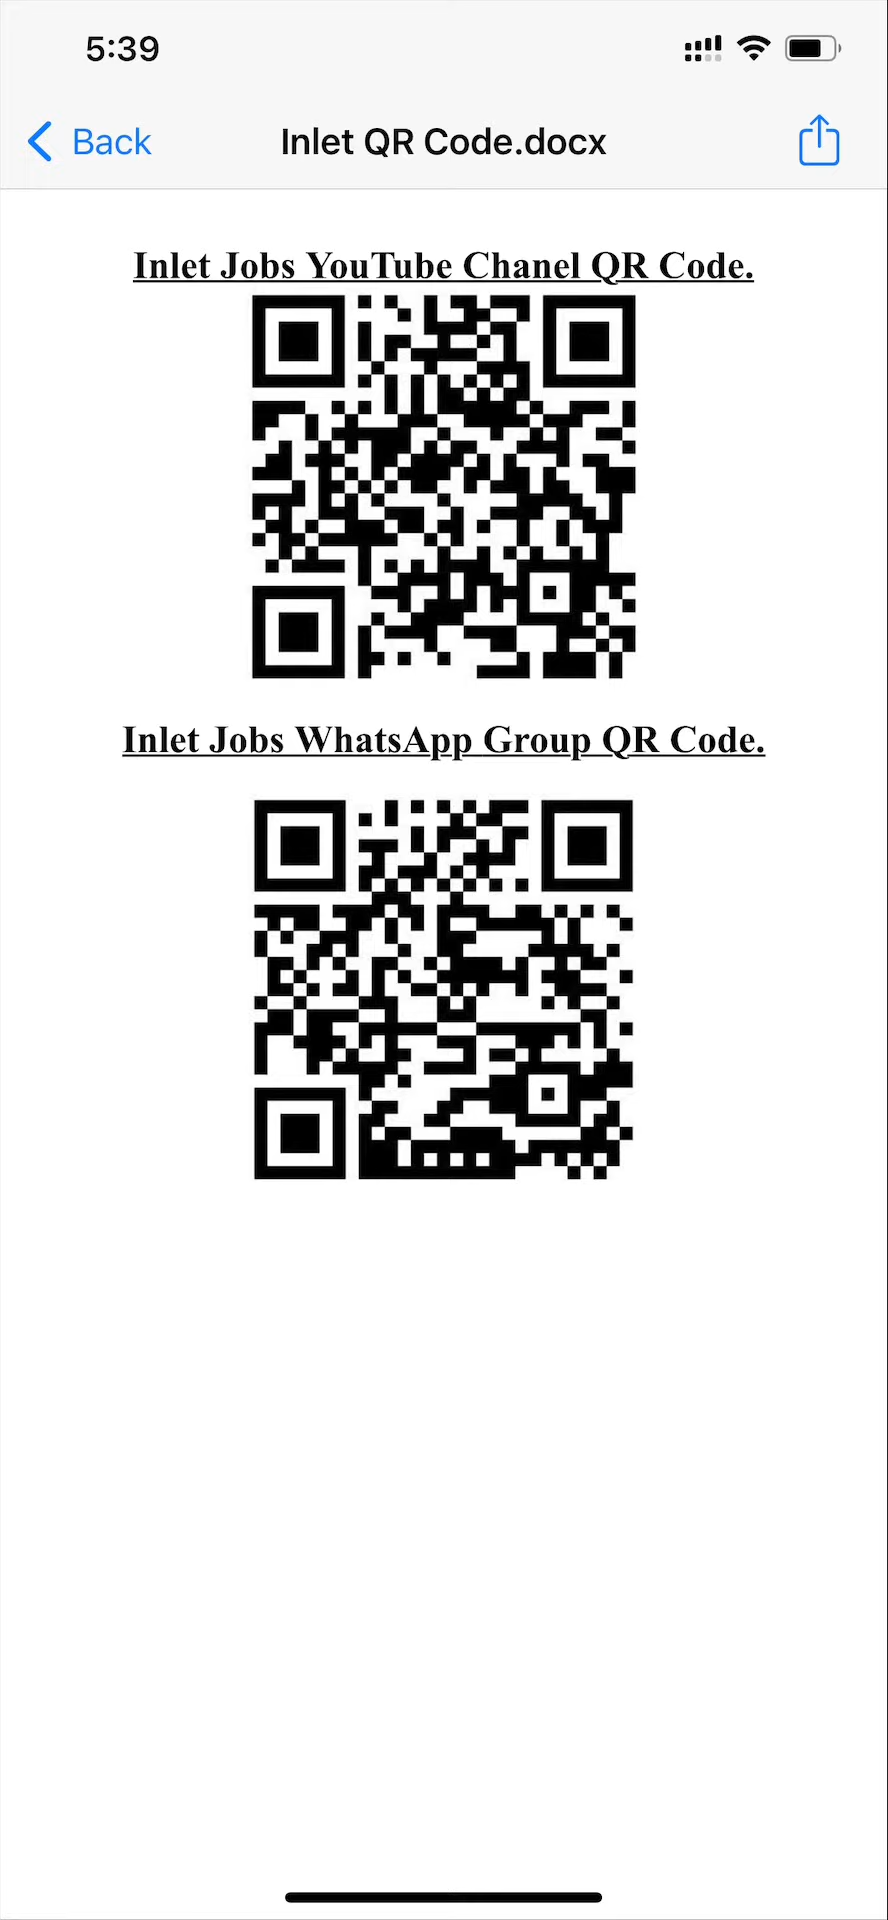 5:39
Back
Inlet QR Code.docx
Inlet Jobs YouTube Chanel QR Code.
Inlet Jobs WhatsApp Group QR Code.